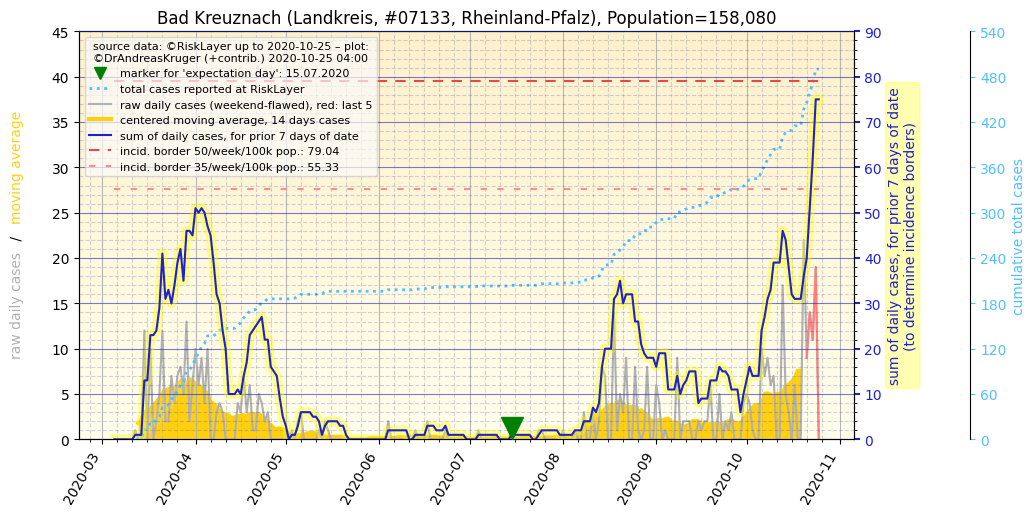 Bad Kreuznach (Landkreis, #07133, Rheinland-Pfalz), Population=158,080
source data: ©RiskLayer up to 2020-10-25 – plot:
©DrAndreasKruger (+contrib.) 2020-10-25 04:00
marker for 'expectation day': 15.07.2020
total cases reported at RiskLayer
raw daily cases (weekend-flawed), red: last 5
centered moving average, 14 days cases
sum of daily cases, for prior 7 days of date
incid. border 50/week/100k pop.: 79.04
incid. border 35/week/100k pop.: 55.33
raw daily cases / moving average
45
40
35
30
25
20
15
10
5
0
2020-03
2020-04
2020-05
2020-06
2020-07
2020-08
2020-09
2020-10
2020-11
90
80
70
60
50
40
30
20
10
0
sum of daily cases, for prior 7 days of date
(to determine incidence borders)
540
480
420
360
300
240
180
120
60
0
cumulative total cases